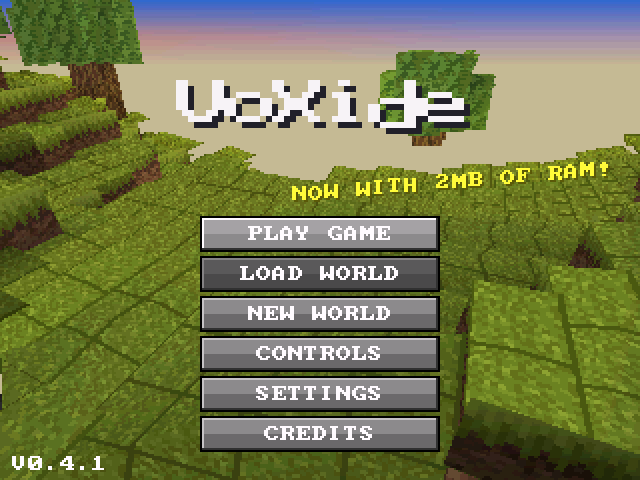 VoXide
NOW WITH 2MB OF RAM!
PLAY GAME
LOAD WORLD
NEW WORLD
CONTROLS
SETTINGS
CREDITS
V0.4.1